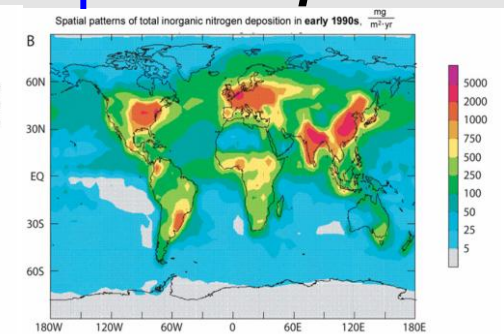 Spatial patterns of total inorganic nitrogen deposition in early 1990s, mg
m²·yr
B
60N
30N
EQ
30S
60S
180W 120W 60W 0 60E 120E 180E
5000
2000
1000
750
500
250
100
50
25
5